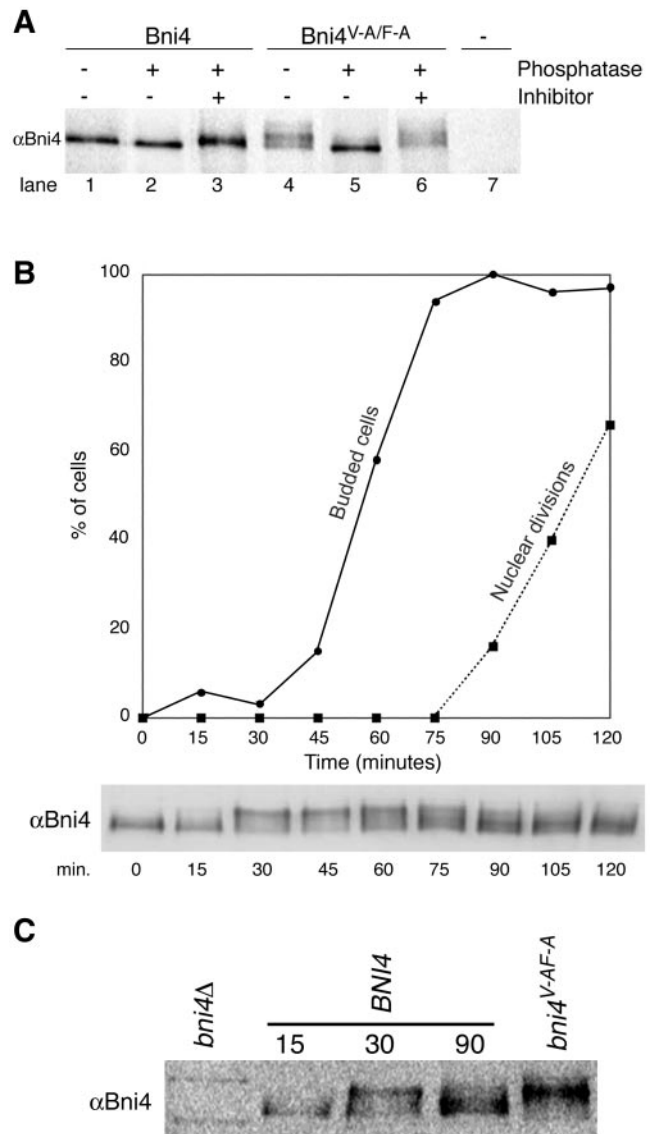 A
Bni4 Bni4V-A/F-A -
- + + - + + Phosphatase
- - + - - + Inhibitor
αBni4
lane 1 2 3 4 5 6 7
B
100
80
60
40
20
0
% of cells
Budded cells
Nuclear divisions
0 15 30 45 60 75 90 105 120
Time (minutes)
αBni4
min. 0 15 30 45 60 75 90 105 120
C
bni4Δ BNI4 bni4V-AF-A
15 30 90
αBni4